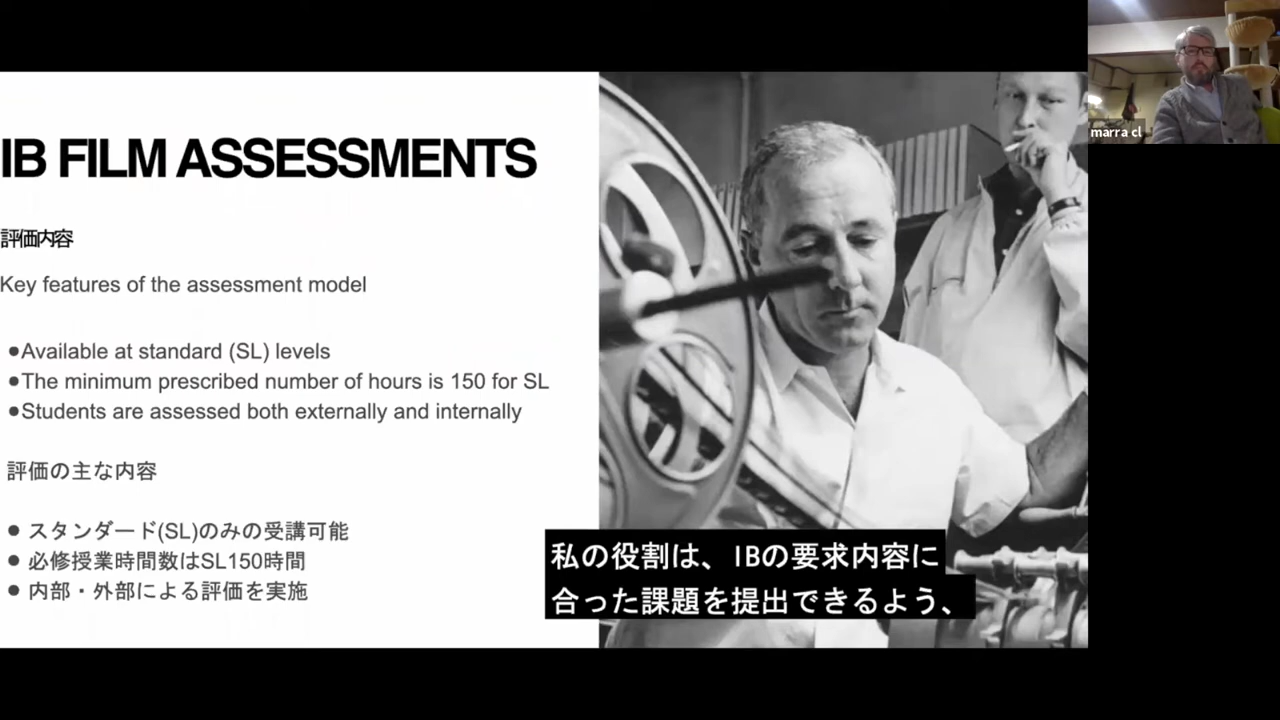 IB FILM ASSESSMENTS
評価内容
Key features of the assessment model
●Available at standard (SL) levels
●The minimum prescribed number of hours is 150 for SL
●Students are assessed both externally and internally
評価の主な内容
● スタンダード(SL)のみの受講可能
● 必修授業時間数はSL150時間
● 内部・外部による評価を実施
私の役割は、IBの要求内容に
合った課題を提出できるよう、
marra cl